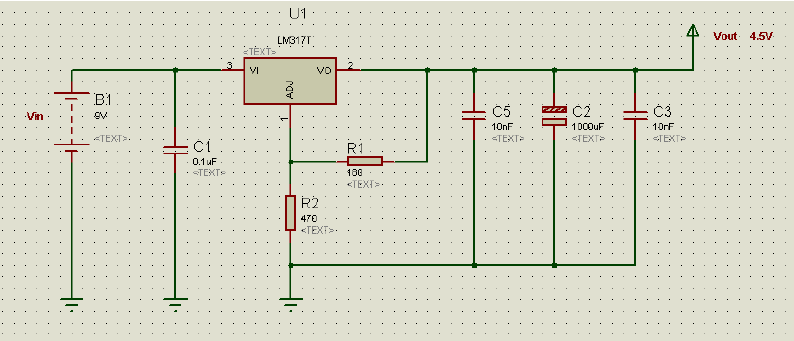 U1
LM317T
<TEXT>
3
VI
VO
2
ADJ
1
Vout 4.5V
B1
9V
<TEXT>
Vin
C1
0.1uF
<TEXT>
R1
<TEXT>
R2
470
<TEXT>
C5
10nF
<TEXT>
C2
1000uF
<TEXT>
C3
10nF
<TEXT>